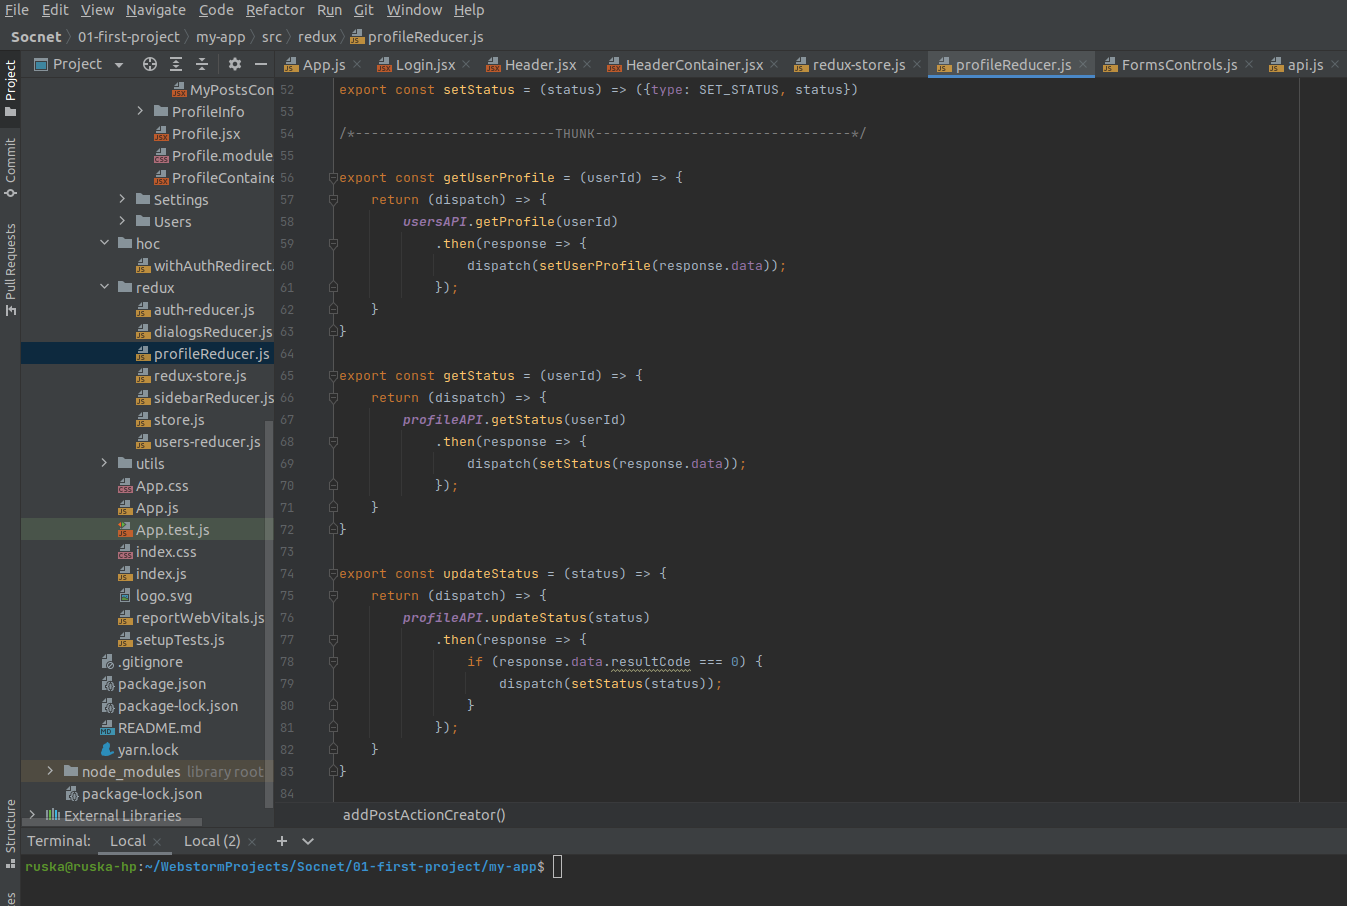 File Edit View Navigate Code Refactor Run Git Window Help
Socnet 01-first-project my-app src redux profileReducer.js
Project
App.js Login.jsx Header.jsx HeaderContainer.jsx redux-store.js profileReducer.js FormsControls.js api.js
Project
Commit
Pull Requests
Structure
MyPostsCon
ProfileInfo
Profile.jsx
Profile.module
ProfileContaine
Settings
Users
hoc
withAuthRedirect.
redux
auth-reducer.js
dialogsReducer.js
profileReducer.js
redux-store.js
sidebarReducer.js
store.js
users-reducer.js
utils
App.css
App.js
App.test.js
index.css
index.js
logo.svg
reportWebVitals.js
setupTests.js
.gitignore
package.json
package-lock.json
README.md
yarn.lock
node_modules library root
package-lock.json
External Libraries
52 export const setStatus = (status) => ({type: SET_STATUS, status})
53
54 /*-------------------------THUNK--------------------------------*/
55
56 export const getUserProfile = (userId) => {
57 return (dispatch) => {
58 usersAPI.getProfile(userId)
59 .then(response => {
60 dispatch(setUserProfile(response.data));
61 });
62 }
63 }
64
65 export const getStatus = (userId) => {
66 return (dispatch) => {
67 profileAPI.getStatus(userId)
68 .then(response => {
69 dispatch(setStatus(response.data));
70 });
71 }
72 }
73
74 export const updateStatus = (status) => {
75 return (dispatch) => {
76 profileAPI.updateStatus(status)
77 .then(response => {
78 if (response.data.resultCode === 0) {
79 dispatch(setStatus(status));
80 }
81 });
82 }
83 }
84
addPostActionCreator()
Terminal: Local Local (2)
ruska@ruska-hp:~/WebstormProjects/Socnet/01-first-project/my-app$